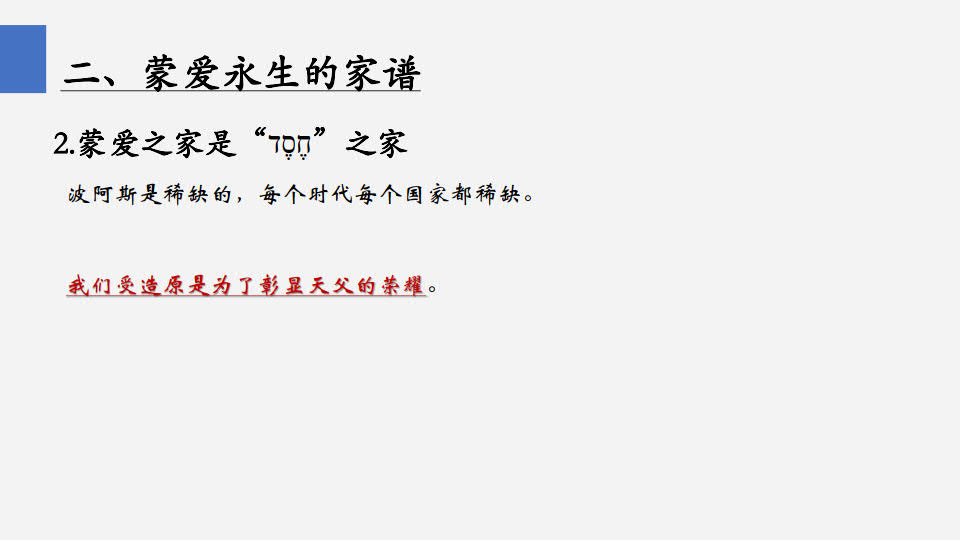 二、蒙爱永生的家谱
2.蒙爱之家是“חֶסֶד”之家
波阿斯是稀缺的，每个时代每个国家都稀缺。
我们受造原是为了彰显天父的荣耀。